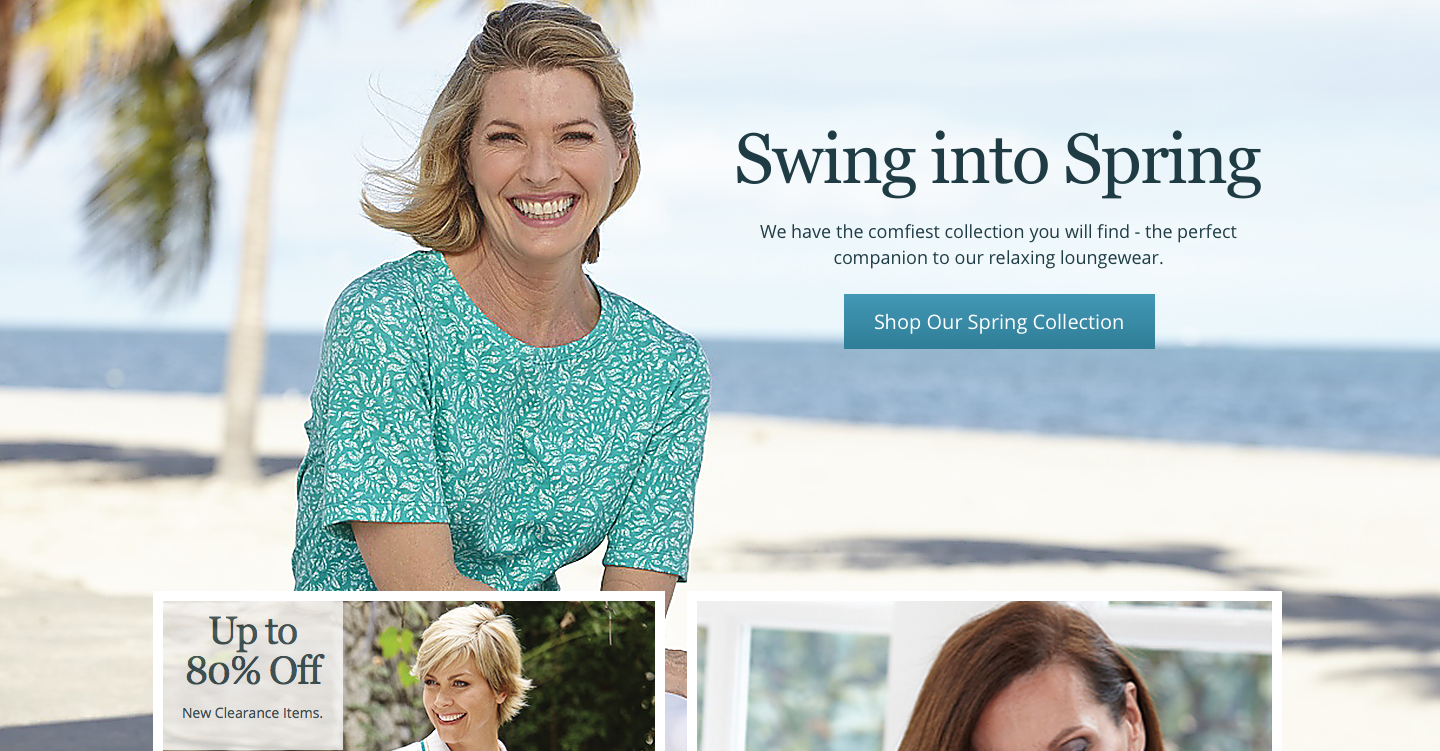 Swing into Spring
We have the comfiest collection you will find - the perfect
companion to our relaxing loungewear.
Shop Our Spring Collection
Up to
80% Off
New Clearance Items.